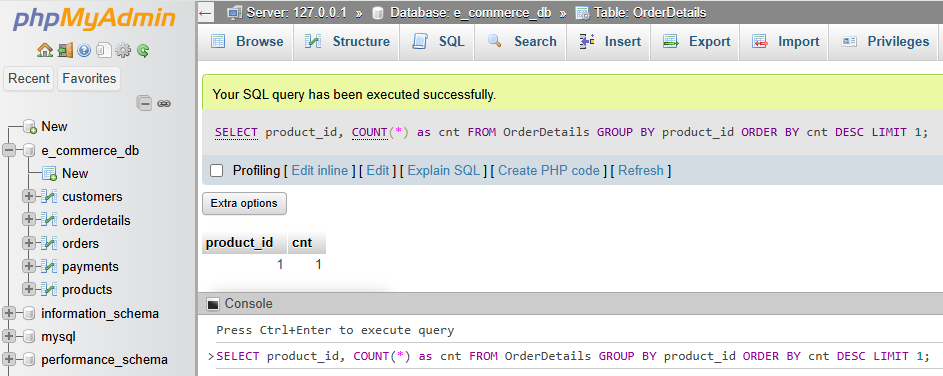 phpMyAdmin
Recent Favorites
New
e_commerce_db
New
customers
orderdetails
orders
payments
products
information_schema
mysql
performance_schema
Server: 127.0.0.1 » Database: e_commerce_db » Table: OrderDetails
Browse Structure SQL Search Insert Export Import Privileges
Your SQL query has been executed successfully.
SELECT product_id, COUNT(*) as cnt FROM OrderDetails GROUP BY product_id ORDER BY cnt DESC LIMIT 1;
Profiling [ Edit inline ] [ Edit ] [ Explain SQL ] [ Create PHP code ] [ Refresh ]
Extra options
product_id cnt
1 1
Console
Press Ctrl+Enter to execute query
>SELECT product_id, COUNT(*) as cnt FROM OrderDetails GROUP BY product_id ORDER BY cnt DESC LIMIT 1;